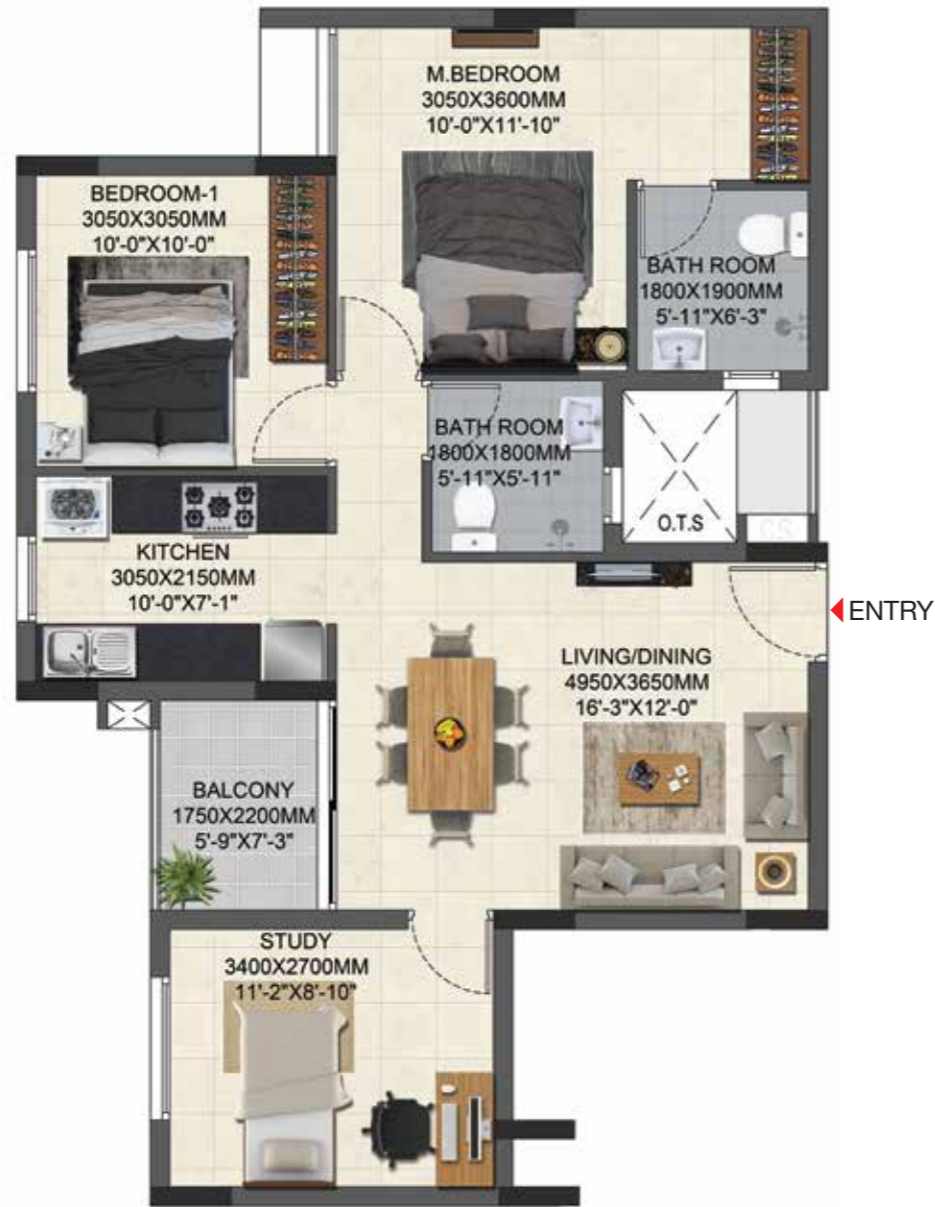 M.BEDROOM
3050X3600MM
10'-0"X11'-10"
BEDROOM-1
3050X3050MM
10'-0"X10'-0"
BATH ROOM
1800X1900MM
5'-11"X6'-3"
BATH ROOM
1800X1800MM
5'-11"X5'-11"
O.T.S
CS
KITCHEN
3050X2150MM
10'-0"X7'-1"
ENTRY
LIVING/DINING
4950X3650MM
16'-3"X12'-0"
BALCONY
1750X2200MM
5'-9"X7'-3"
STUDY
3400X2700MM
11'-2"X8'-10"